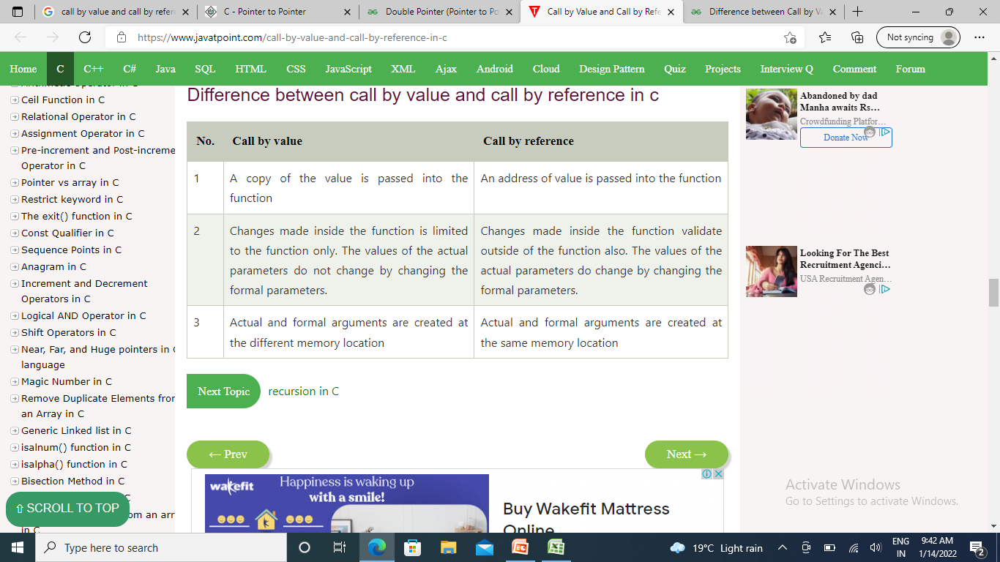 call by value and call by refere
C - Pointer to Pointer
Double Pointer (Pointer to Po
Call by Value and Call by Refe
Difference between Call by Va
https://www.javatpoint.com/call-by-value-and-call-by-reference-in-c
Not syncing
Home C C++ C# Java SQL HTML CSS JavaScript XML Ajax Android Cloud Design Pattern Quiz Projects Interview Q Comment Forum
Ceil Function in C
Relational Operator in C
Assignment Operator in C
Pre-increment and Post-increme
Operator in C
Pointer vs array in C
Restrict keyword in C
The exit() function in C
Const Qualifier in C
Sequence Points in C
Anagram in C
Increment and Decrement
Operators in C
Logical AND Operator in C
Shift Operators in C
Near, Far, and Huge pointers in C
language
Magic Number in C
Remove Duplicate Elements from
an Array in C
Generic Linked list in C
isalnum() function in C
isalpha() function in C
Bisection Method in C
C
om an arr
in C
⇧ SCROLL TO TOP
Difference between call by value and call by reference in c
No. Call by value Call by reference
1 A copy of the value is passed into the
function
An address of value is passed into the function
2 Changes made inside the function is limited
to the function only. The values of the actual
parameters do not change by changing the
formal parameters.
Changes made inside the function validate
outside of the function also. The values of the
actual parameters do change by changing the
formal parameters.
3 Actual and formal arguments are created at
the different memory location
Actual and formal arguments are created at
the same memory location
Next Topic recursion in C
← Prev
Next →
wakefit
Happiness is waking up
with a smile!
Buy Wakefit Mattress
Online
Abandoned by dad
Manha awaits Rs...
Crowdfunding Platfor...
Donate Now
Looking For The Best
Recruitment Agenci...
USA Recruitment Agen...
Activate Windows
Go to Settings to activate Windows.
Type here to search
19°C Light rain
ENG
IN
9:42 AM
1/14/2022
2